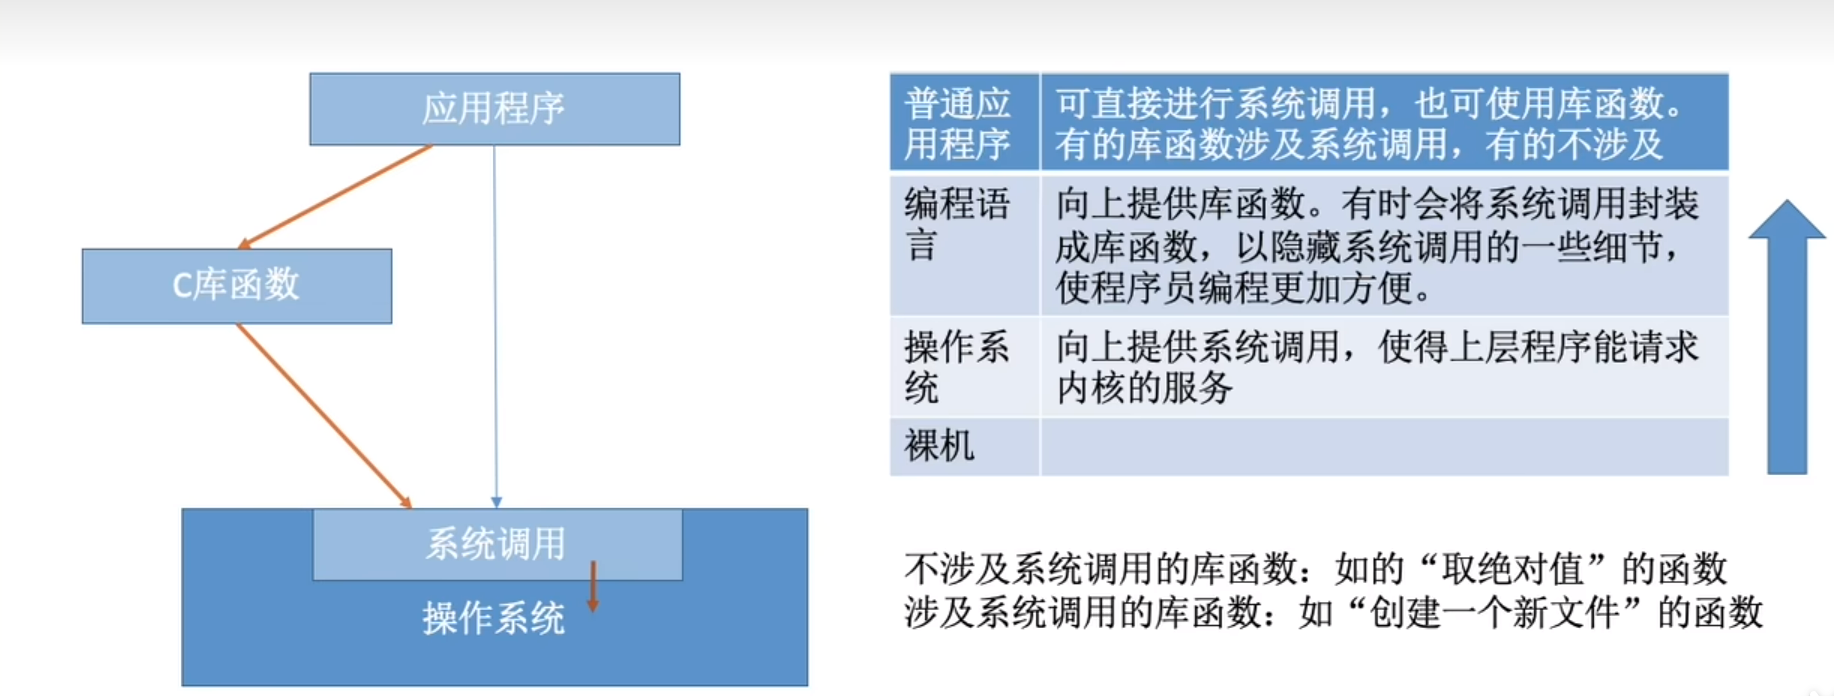 应用程序
C库函数
系统调用
操作系统
普通应
用程序
可直接进行系统调用，也可使用库函数。
有的库函数涉及系统调用，有的不涉及
编程语
言
向上提供库函数。有时会将系统调用封装
成库函数，以隐藏系统调用的一些细节，
使程序员编程更加方便。
操作系
统
向上提供系统调用，使得上层程序能请求
内核的服务
裸机
不涉及系统调用的库函数：如的“取绝对值”的函数
涉及系统调用的库函数：如“创建一个新文件”的函数